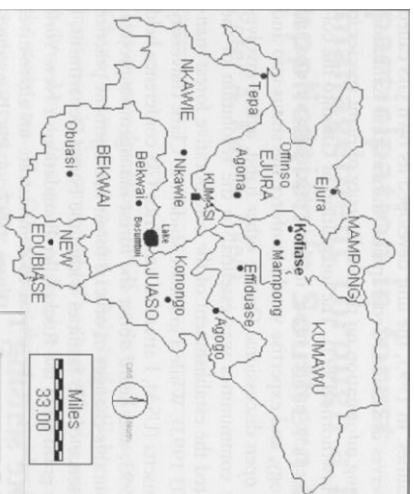 MAMPONG
Ejura
Offinso
EJURA
Agona
Tepa
NKAWIE
Nkawie
KUMASI
Kofiase
Mampong
KUMAWU
Effiduase
Agogo
Konongo
JUASO
Lake
Bosumtwi
Bekwai
BEKWAI
Obuasi
NEW
EDUBIASE
Miles
33.00